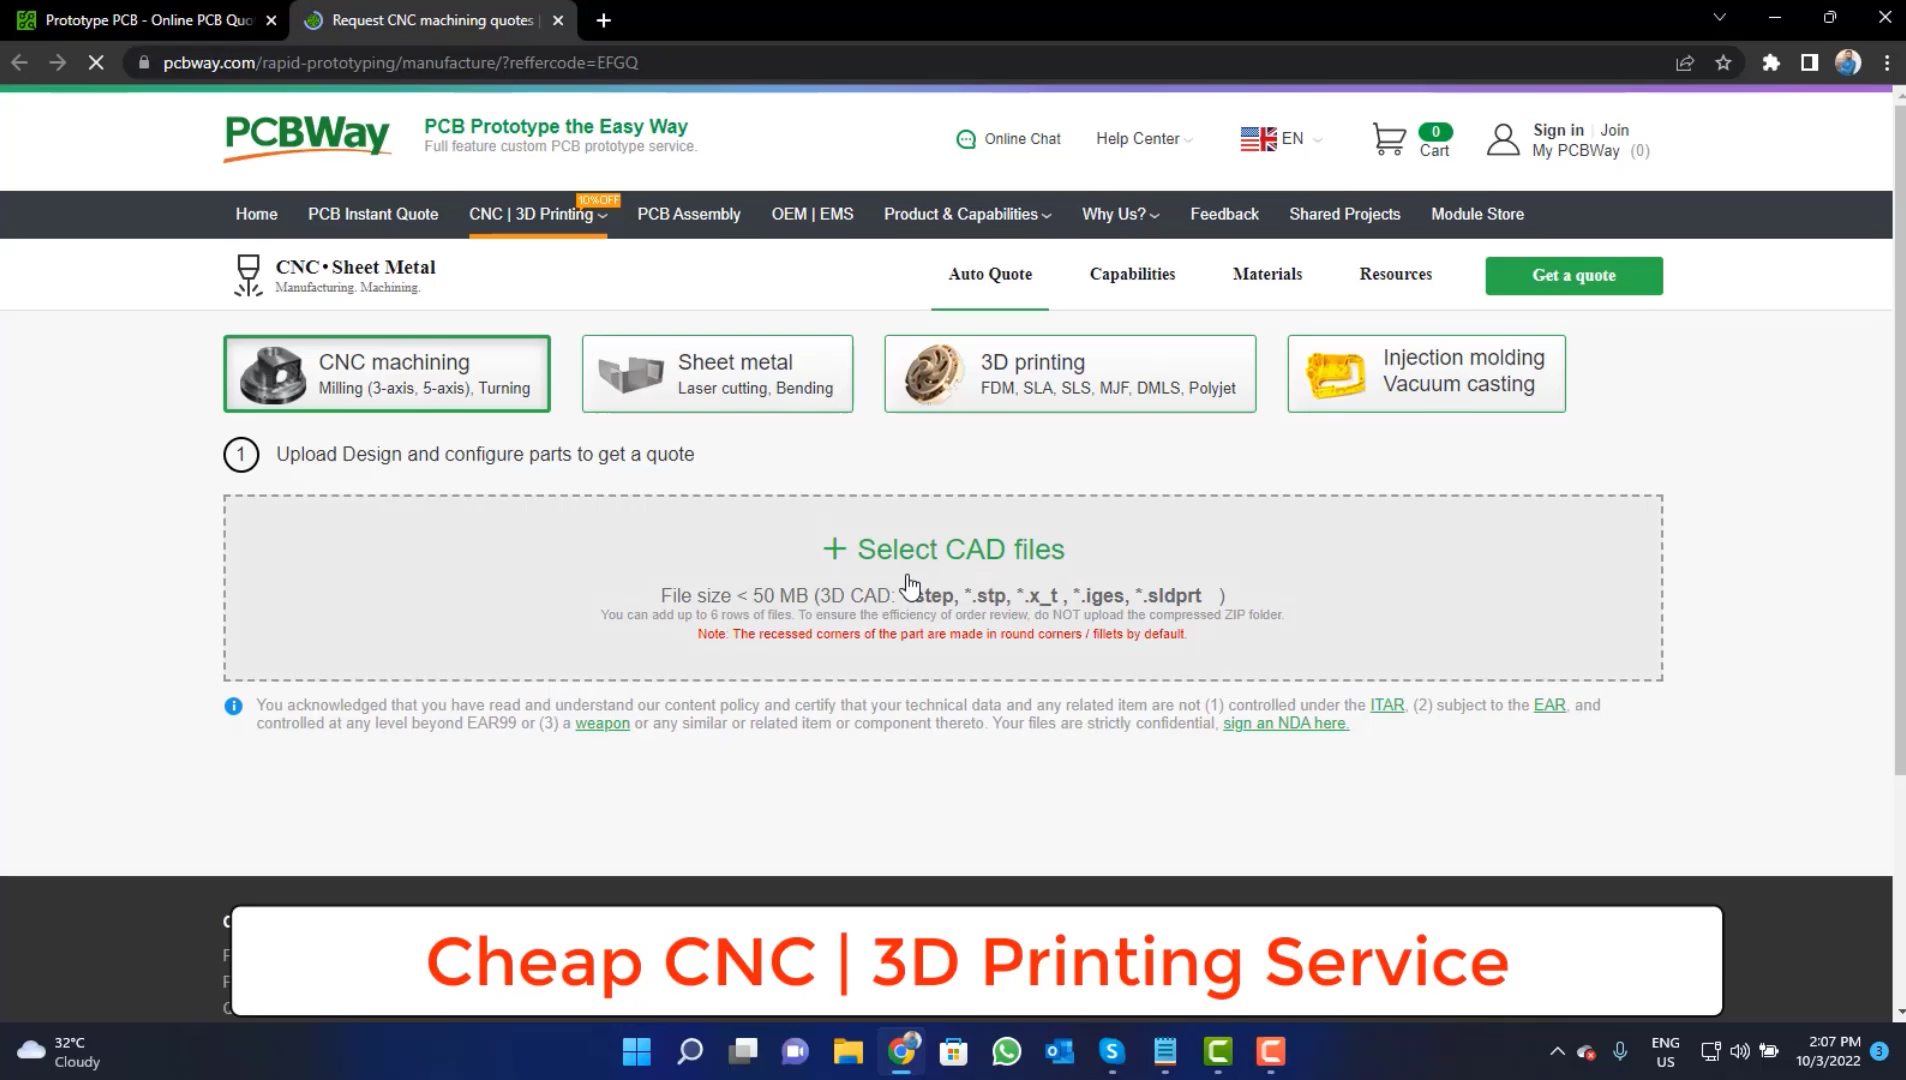 Prototype PCB - Online PCB Quo
Request CNC machining quotes |
pcbway.com/rapid-prototyping/manufacture/?reffercode=EFGQ
PCBWay
PCB Prototype the Easy Way
Full feature custom PCB prototype service.
Online Chat
Help Center
EN
0
Cart
Sign in | Join
My PCBWay (0)
10%OFF
Home
PCB Instant Quote
CNC | 3D Printing
PCB Assembly
OEM | EMS
Product & Capabilities
Why Us?
Feedback
Shared Projects
Module Store
CNC•Sheet Metal
Manufacturing. Machining.
Auto Quote
Capabilities
Materials
Resources
Get a quote
CNC machining
Milling (3-axis, 5-axis), Turning
Sheet metal
Laser cutting, Bending
3D printing
FDM, SLA, SLS, MJF, DMLS, Polyjet
Injection molding
Vacuum casting
1 Upload Design and configure parts to get a quote
+ Select CAD files
File size < 50 MB (3D CAD: step, *.stp, *.x_t , *.iges, *.sldprt )
You can add up to 6 rows of files. To ensure the efficiency of order review, do NOT upload the compressed ZIP folder.
Note: The recessed corners of the part are made in round corners / fillets by default.
You acknowledged that you have read and understand our content policy and certify that your technical data and any related item are not (1) controlled under the ITAR, (2) subject to the EAR, and
controlled at any level beyond EAR99 or (3) a weapon or any similar or related item or component thereto. Your files are strictly confidential, sign an NDA here.
Cheap CNC | 3D Printing Service
32°C
Cloudy
ENG
US
2:07 PM
10/3/2022
3